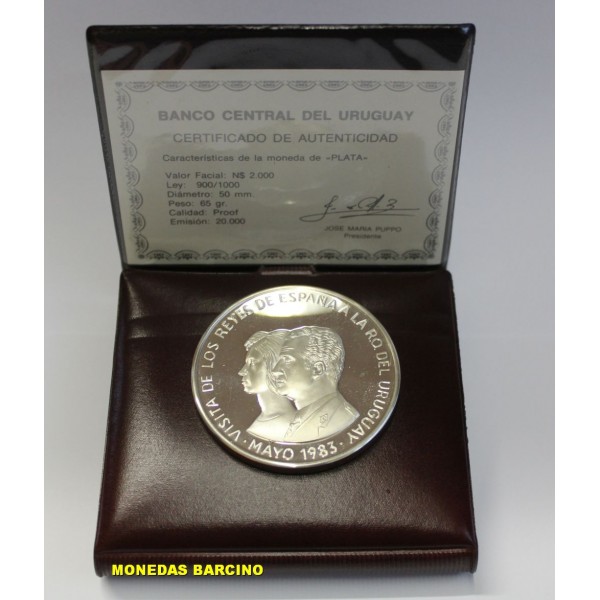 BANCO CENTRAL DEL URUGUAY
CERTIFICADO DE AUTENTICIDAD
Características de la moneda de «PLATA»
Valor Facial: N$ 2.000
Ley: 900/1000
Diámetro: 50 mm.
Peso: 65 gr.
Calidad: Proof
Emisión: 20.000
JOSE MARIA PUPPO
Presidente
VISITA DE LOS REYES DE ESPAÑA A LA RO. DEL URUGUAY
· MAYO 1983 ·
MONEDAS BARCINO